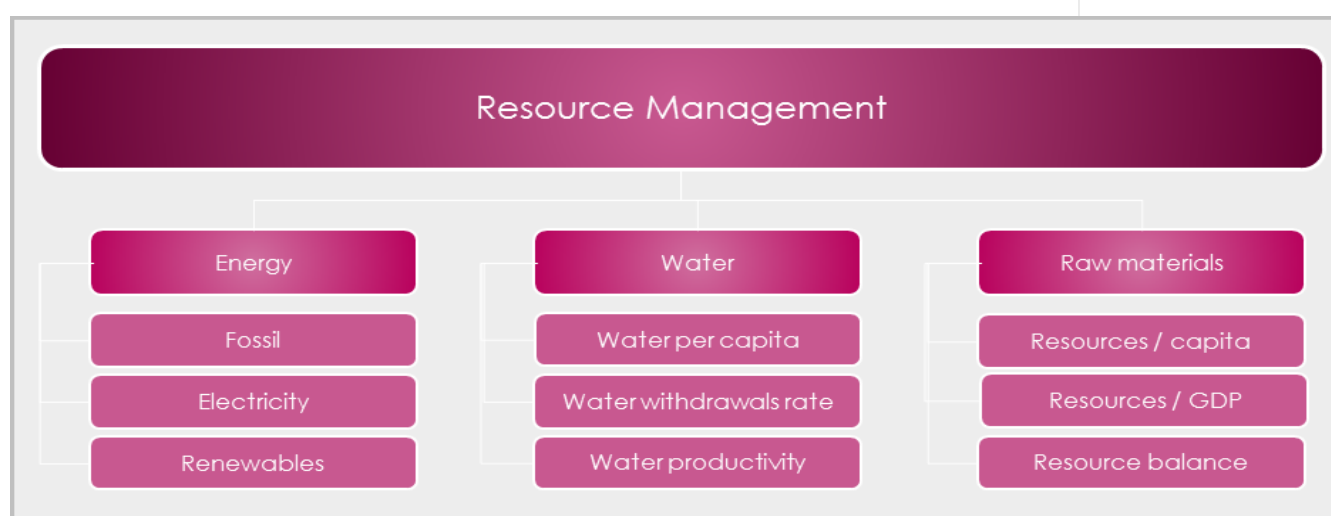 Resource Management
Energy
Fossil
Electricity
Renewables
Water
Water per capita
Water withdrawals rate
Water productivity
Raw materials
Resources / capita
Resources / GDP
Resource balance